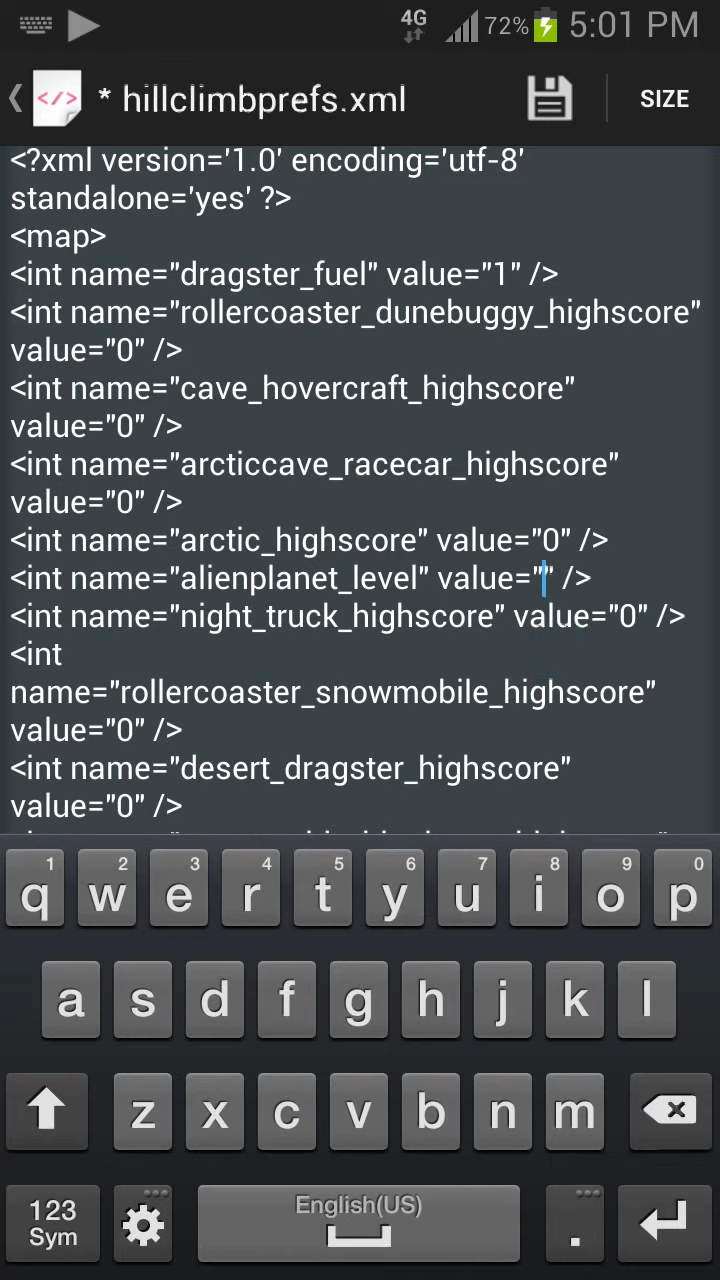 4G 72% 5:01 PM
* hillclimbprefs.xml SIZE
<?xml version='1.0' encoding='utf-8'
standalone='yes' ?>
<map>
<int name="dragster_fuel" value="1" />
<int name="rollercoaster_dunebuggy_highscore"
value="0" />
<int name="cave_hovercraft_highscore"
value="0" />
<int name="arcticcave_racecar_highscore"
value="0" />
<int name="arctic_highscore" value="0" />
<int name="alienplanet_level" value="" />
<int name="night_truck_highscore" value="0" />
<int
name="rollercoaster_snowmobile_highscore"
value="0" />
<int name="desert_dragster_highscore"
value="0" />
1 2 3 4 5 6 7 8 9 0
q w e r t y u i o p
a s d f g h j k l
z x c v b n m
123 English(US)
Sym .